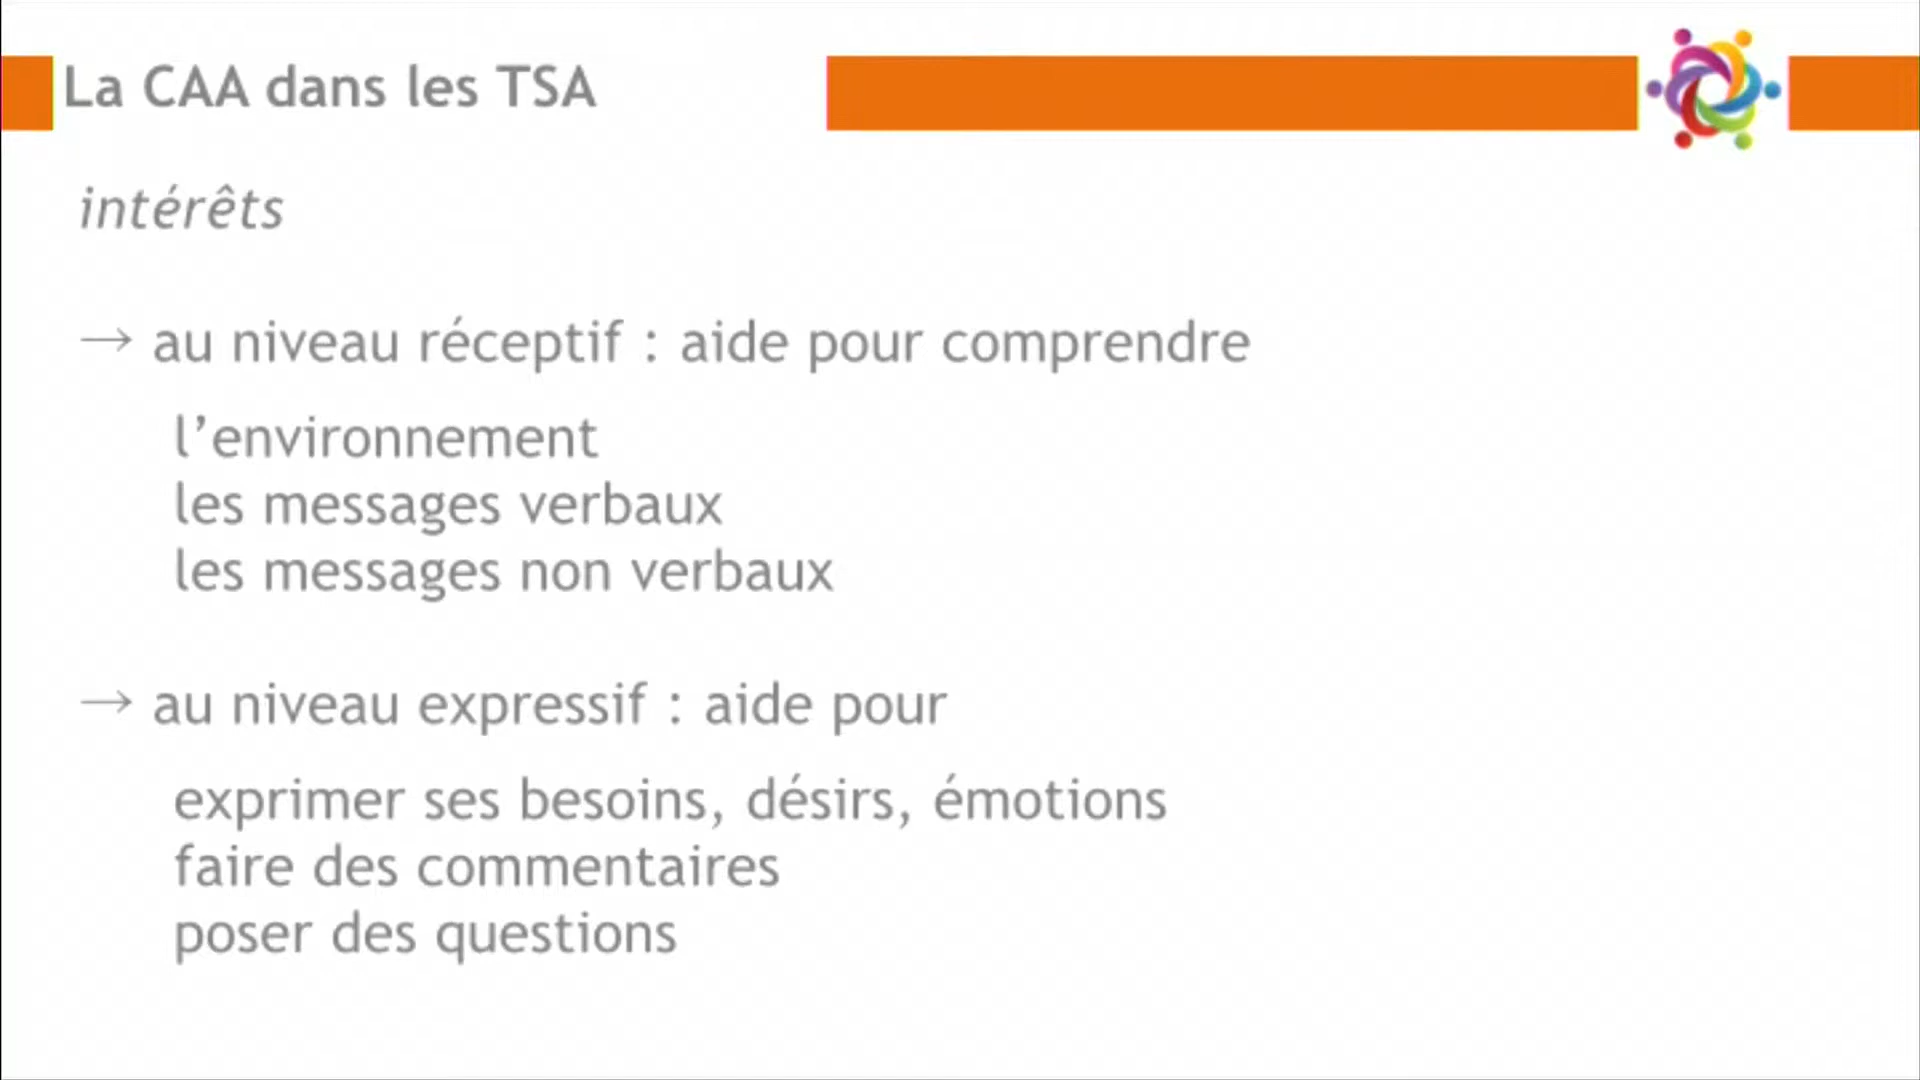 La CAA dans les TSA
intérêts
→ au niveau réceptif : aide pour comprendre
l’environnement
les messages verbaux
les messages non verbaux
→ au niveau expressif : aide pour
exprimer ses besoins, désirs, émotions
faire des commentaires
poser des questions